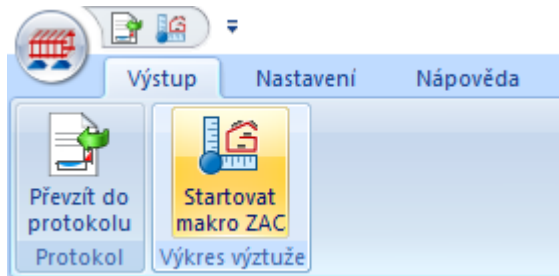 Výstup Nastavení Nápověda
Převzít do
protokolu
Startovat
makro ZAC
Protokol
Výkres výztuže